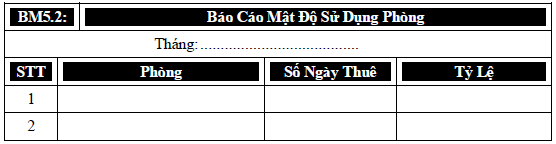 BM5.2: Báo Cáo Mật Độ Sử Dụng Phòng
Tháng:.......................................
STT Phòng Số Ngày Thuê Tỷ Lệ
1
2